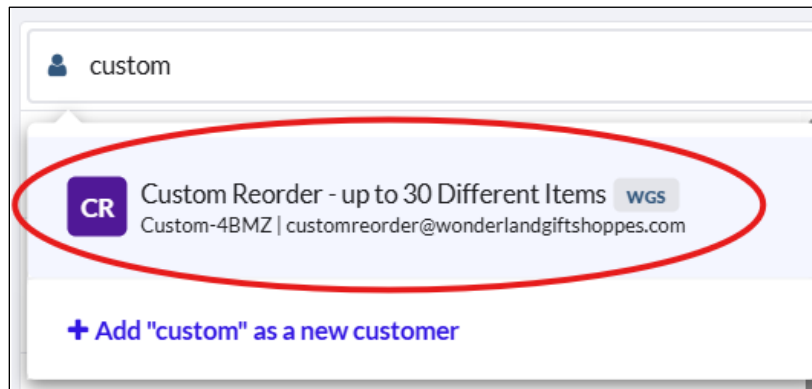 custom
CR Custom Reorder - up to 30 Different Items WGS
Custom-4BMZ | customreorder@wonderlandgiftshoppes.com
+ Add "custom" as a new customer